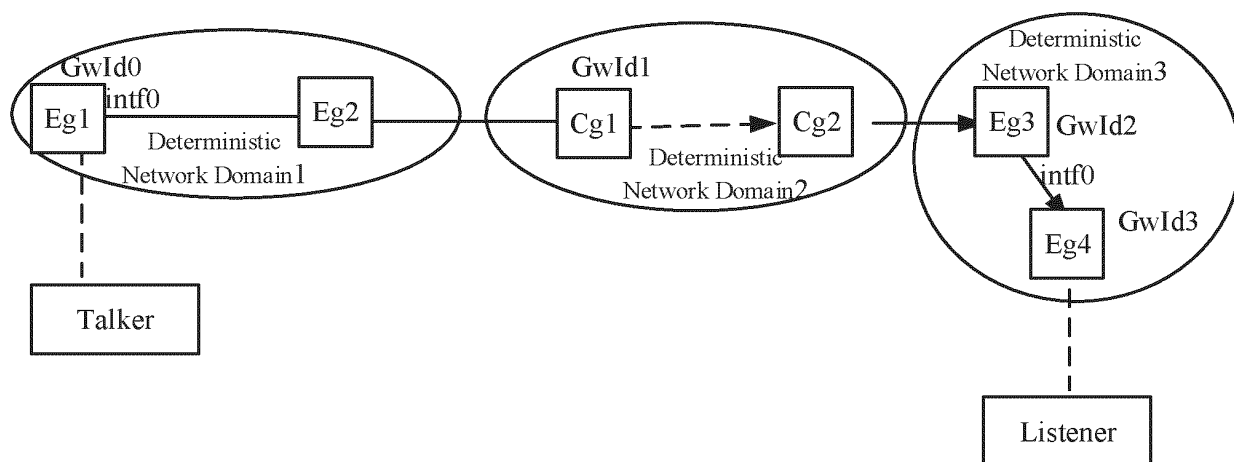 GwId0
Eg1
intf0
Eg2
Deterministic
Network Domain1
GwId1
Cg1
Cg2
Deterministic
Network Domain2
Deterministic
Network Domain3
Eg3
GwId2
intf0
Eg4
GwId3
Talker
Listener